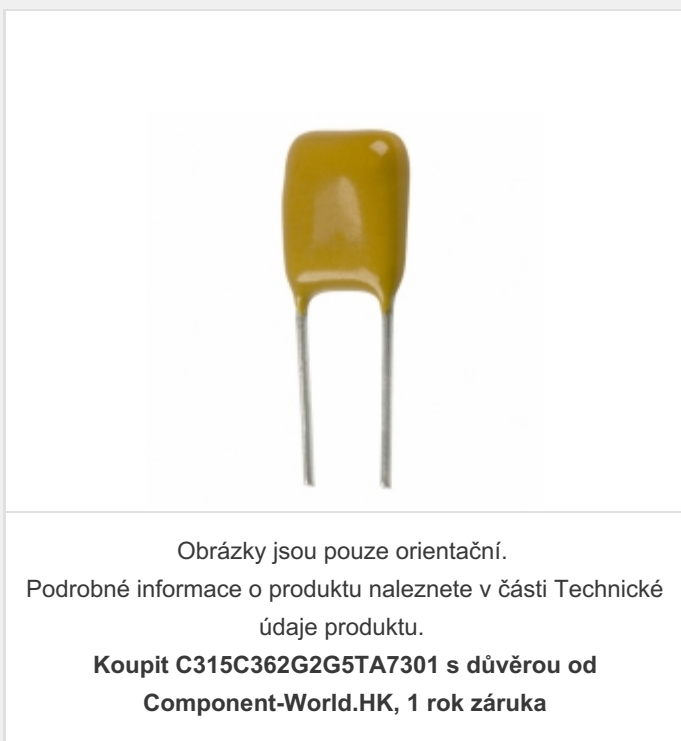 Obrázky jsou pouze orientační.
Podrobné informace o produktu naleznete v části Technické
údaje produktu.
Koupit C315C362G2G5TA7301 s důvěrou od
Component-World.HK, 1 rok záruka